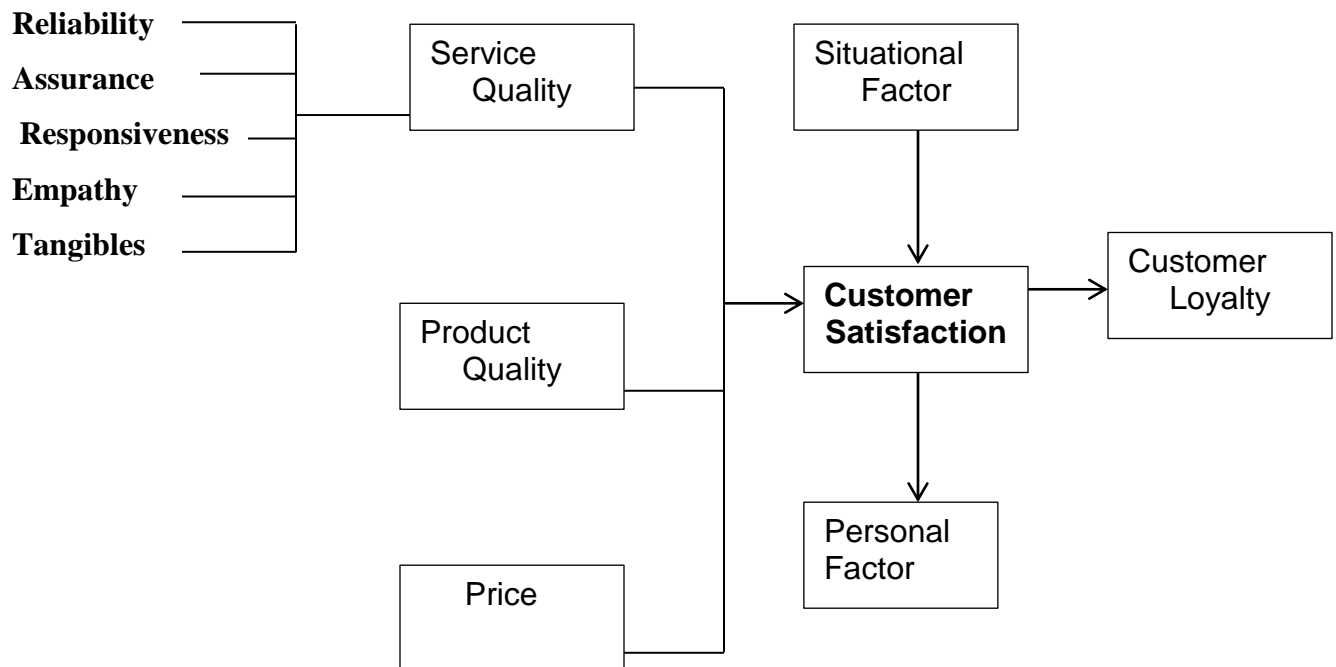 Reliability
Assurance
Responsiveness
Empathy
Tangibles
Service
Quality
Product
Quality
Price
Situational
Factor
Customer
Satisfaction
Personal
Factor
Customer
Loyalty